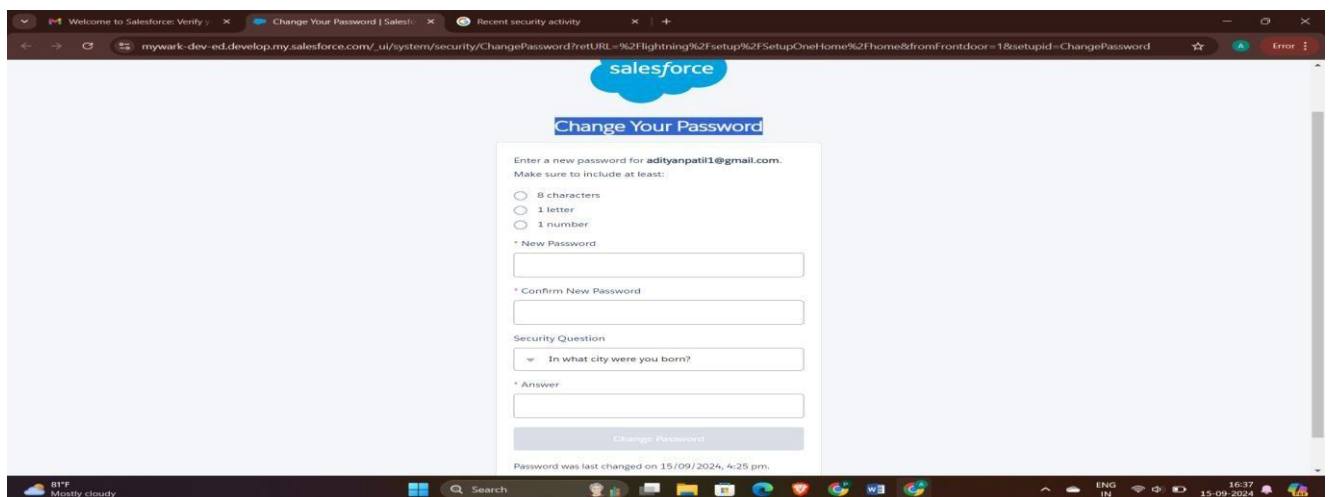 Welcome to Salesforce: Verify y
Change Your Password | Salesfo
Recent security activity
mywark-dev-ed.develop.my.salesforce.com/_ui/system/security/ChangePassword?retURL=%2Flightning%2Fsetup%2FSetupOneHome%2Fhome&fromFrontdoor=1&setupid=ChangePassword
A
Error
salesforce
Change Your Password
Enter a new password for adityanpatil1@gmail.com.
Make sure to include at least:
8 characters
1 letter
1 number
* New Password
* Confirm New Password
Security Question
In what city were you born?
* Answer
Change Password
Password was last changed on 15/09/2024, 4:25 pm.
81°F
Mostly cloudy
Search
ENG
IN
16:37
15-09-2024